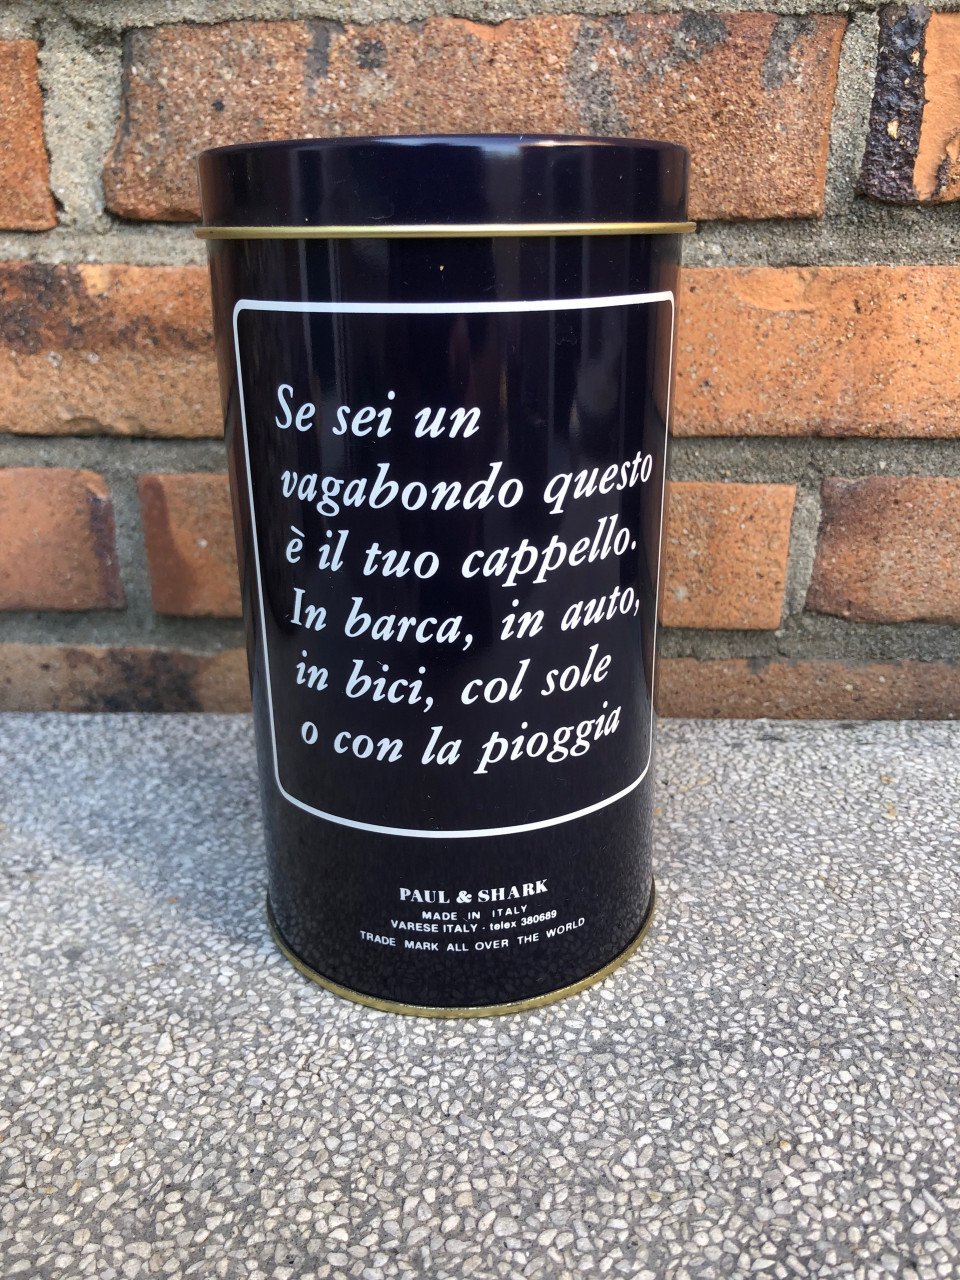 Se sei un
vagabondo questo
è il tuo cappello.
In barca, in auto,
in bici, col sole
o con la pioggia
PAUL & SHARK
MADE IN ITALY
VARESE ITALY · telex 380689
TRADE MARK ALL OVER THE WORLD